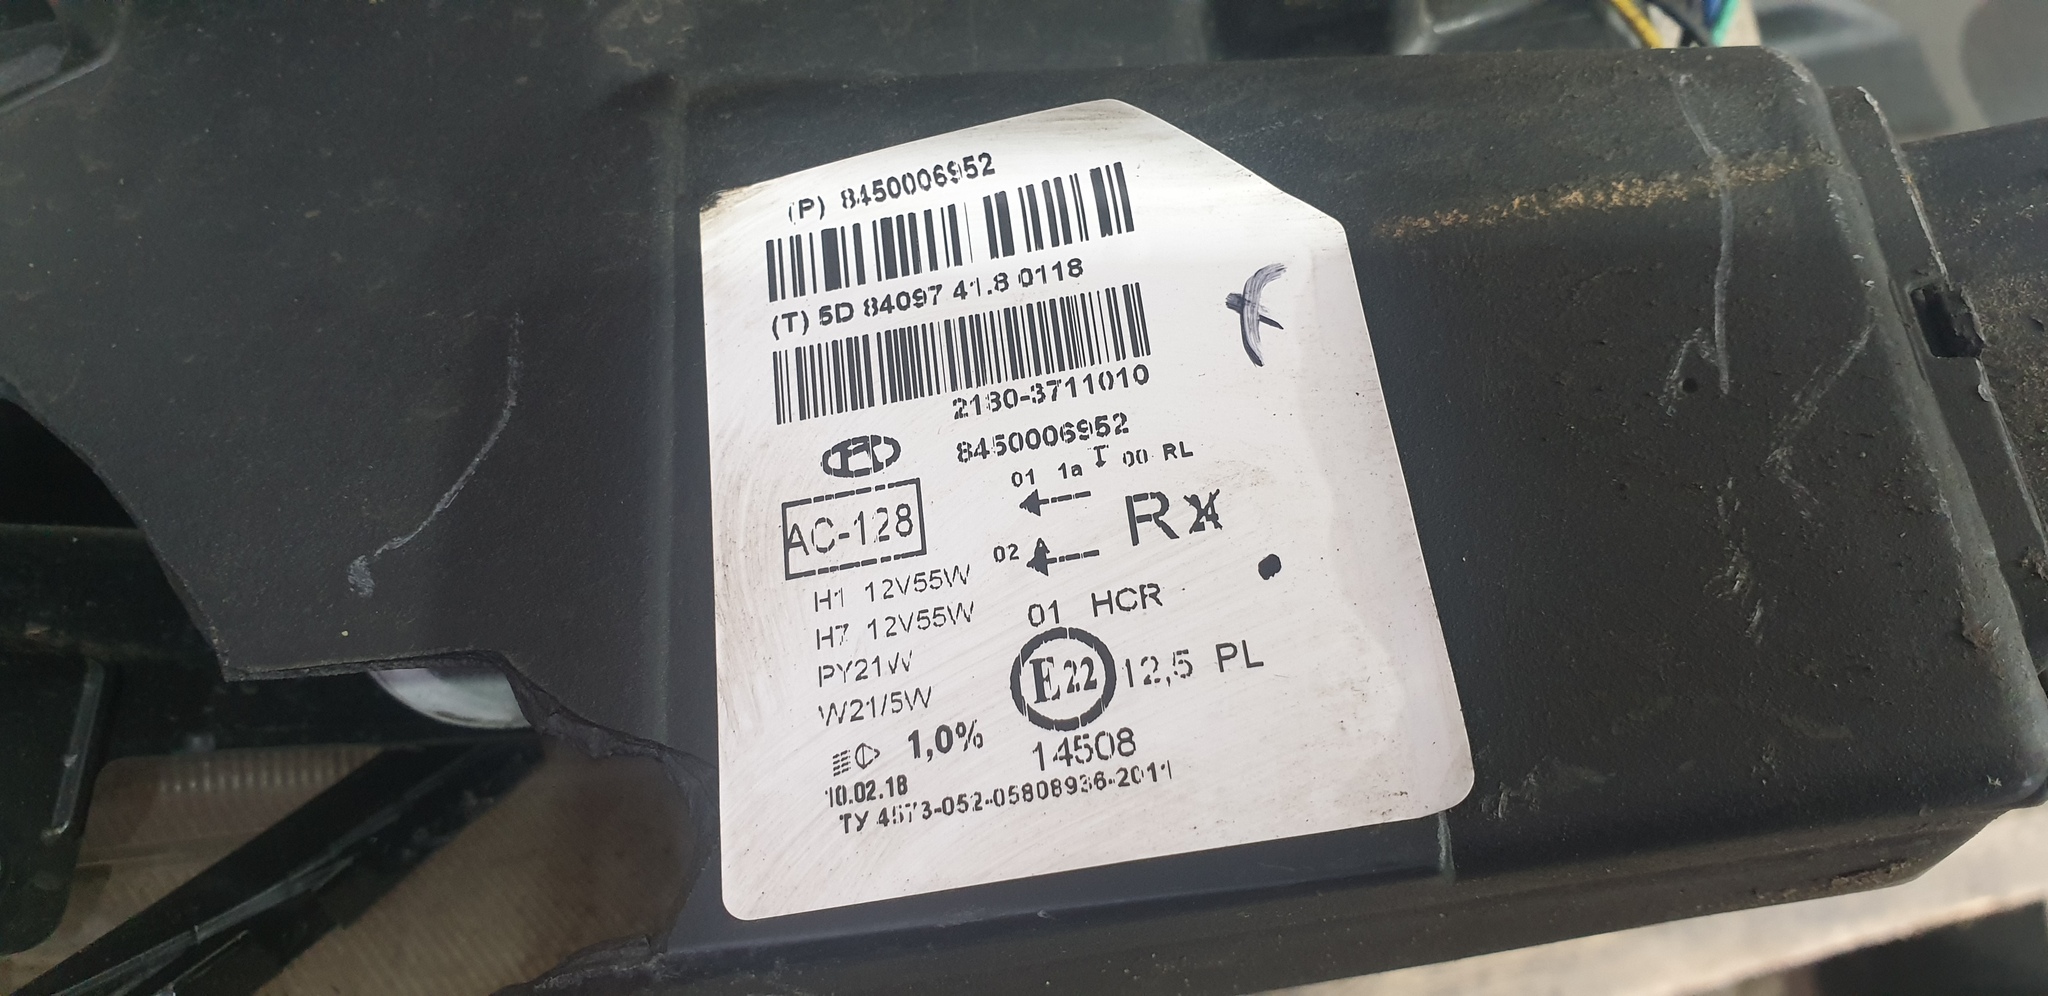 (P) 8450006952
(T) 5D 84097 41.8 0118
2180-3711010
8450006952
01 1a 00 RL
AC-128
R
02
H1 12V55W
H7 12V55W
PY21W
W21/5W
01 HCR
E22 12,5 PL
1,0%
14508
10.02.18
ТУ 4573-052-05808936-2011